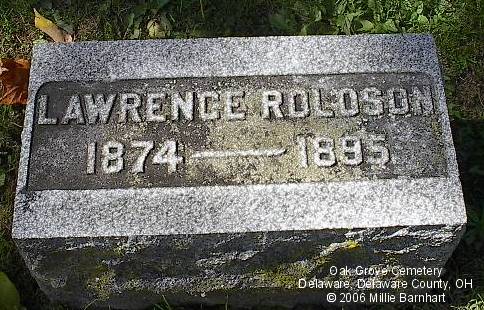 LAWRENCE ROLOSON
1874 — 1895
Oak Grove Cemetery
Delaware, Delaware County, OH
© 2006 Millie Barnhart